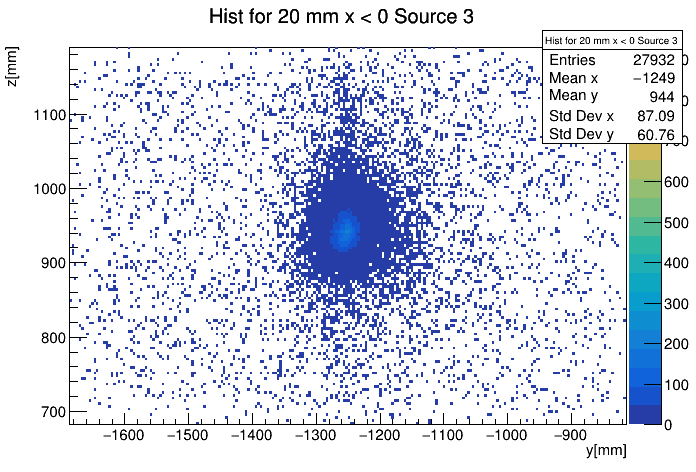 Hist for 20 mm x < 0 Source 3
z[mm]
Hist for 20 mm x < 0 Source 3
Entries 27932
Mean x −1249
Mean y 944
Std Dev x 87.09
Std Dev y 60.76
1100
1000
900
800
700
600
500
400
300
200
100
0
−1600 −1500 −1400 −1300 −1200 −1100 −1000 −900
y[mm]